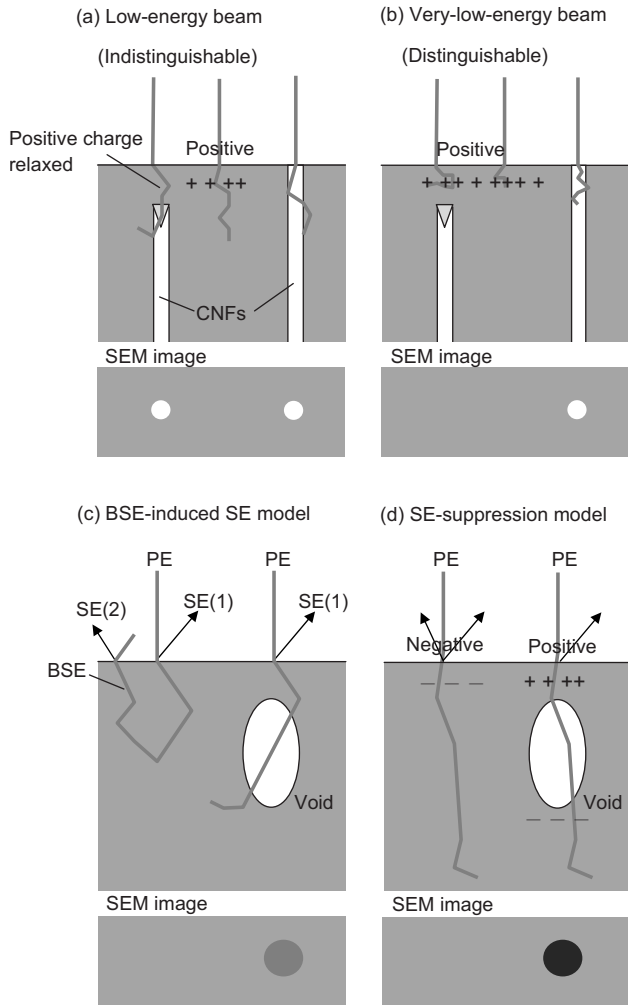 (a) Low-energy beam
(Indistinguishable)
Positive charge
relaxed
Positive
+ + ++
CNFs
SEM image
(b) Very-low-energy beam
(Distinguishable)
Positive
++ ++ + +++ +
SEM image
(c) BSE-induced SE model
PE
PE
SE(2)
SE(1)
SE(1)
BSE
Void
SEM image
(d) SE-suppression model
PE
PE
Negative
Positive
_ _ _
+ + ++
Void
_ _ _
SEM image